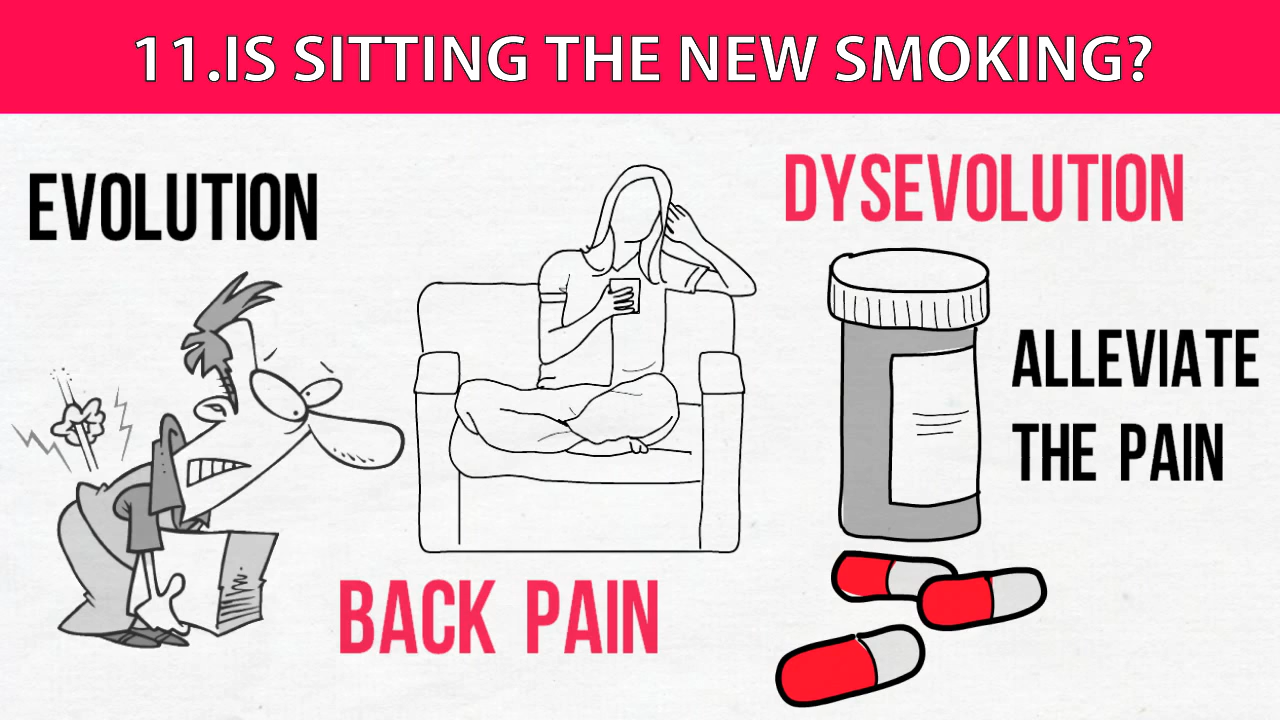 11.IS SITTING THE NEW SMOKING?
EVOLUTION
DYSEVOLUTION
ALLEVIATE
THE PAIN
BACK PAIN